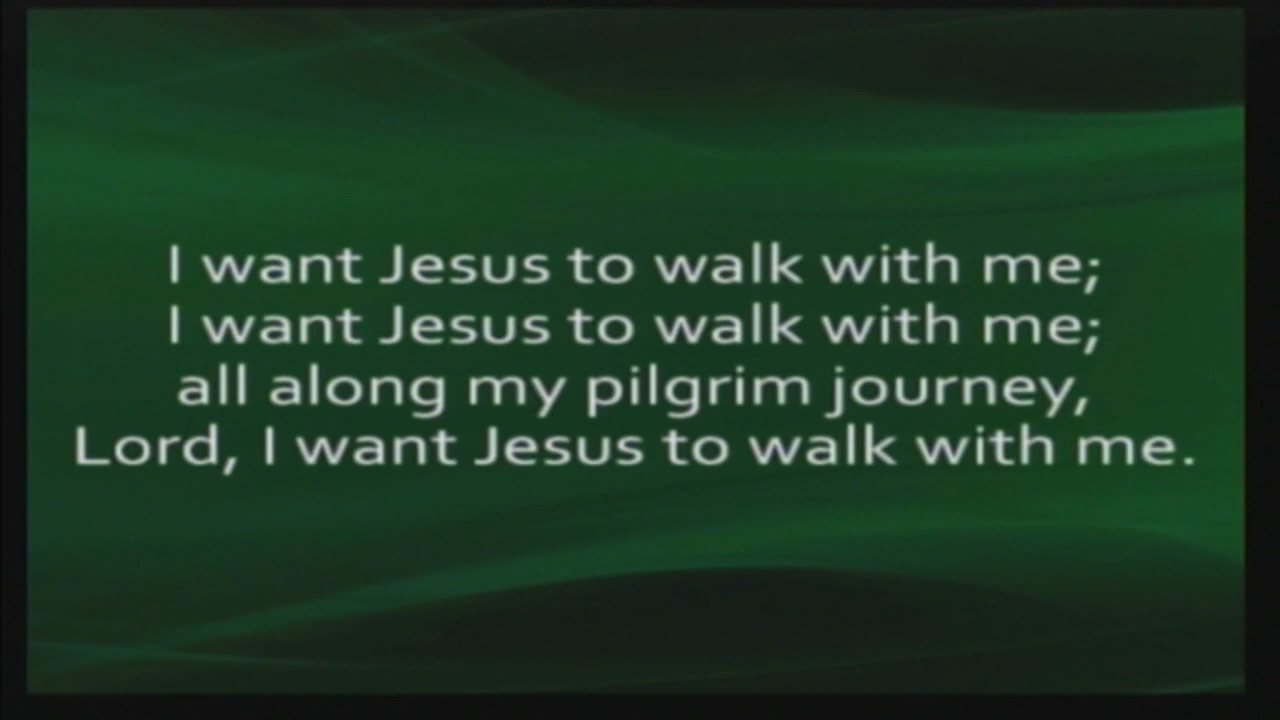 I want Jesus to walk with me;
I want Jesus to walk with me;
all along my pilgrim journey,
Lord, I want Jesus to walk with me.